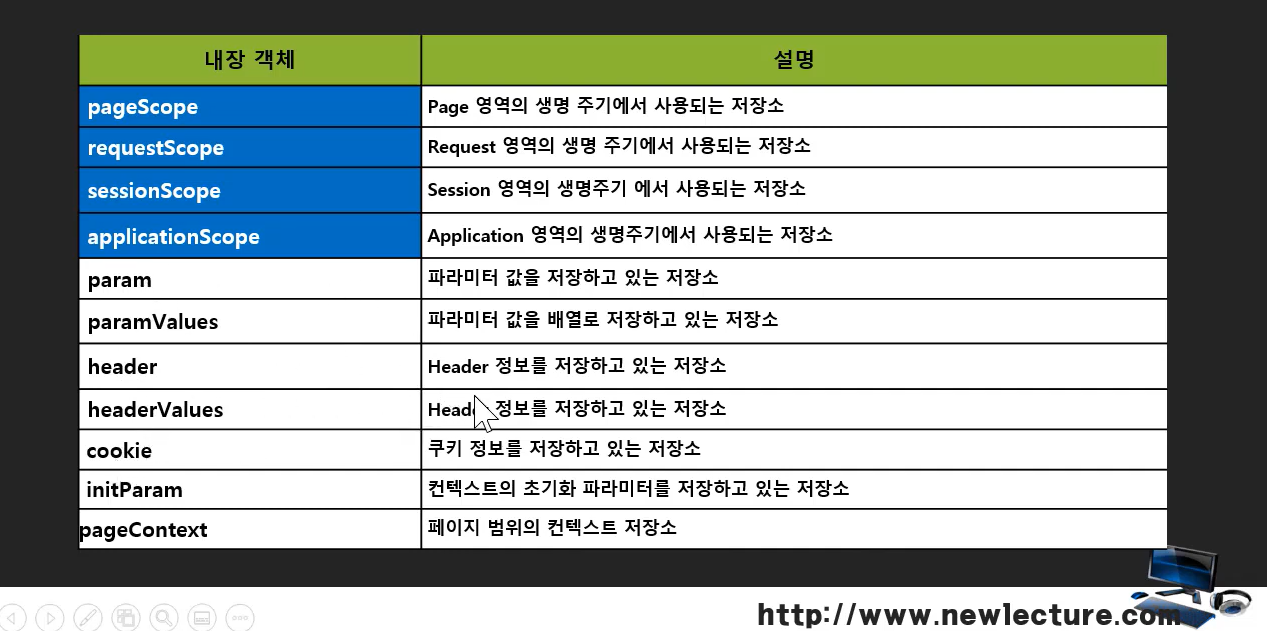 내장 객체 설명
pageScope Page 영역의 생명 주기에서 사용되는 저장소
requestScope Request 영역의 생명 주기에서 사용되는 저장소
sessionScope Session 영역의 생명주기 에서 사용되는 저장소
applicationScope Application 영역의 생명주기에서 사용되는 저장소
param 파라미터 값을 저장하고 있는 저장소
paramValues 파라미터 값을 배열로 저장하고 있는 저장소
header Header 정보를 저장하고 있는 저장소
headerValues Header 정보를 저장하고 있는 저장소
cookie 쿠키 정보를 저장하고 있는 저장소
initParam 컨텍스트의 초기화 파라미터를 저장하고 있는 저장소
pageContext 페이지 범위의 컨텍스트 저장소
http://www.newlecture.com